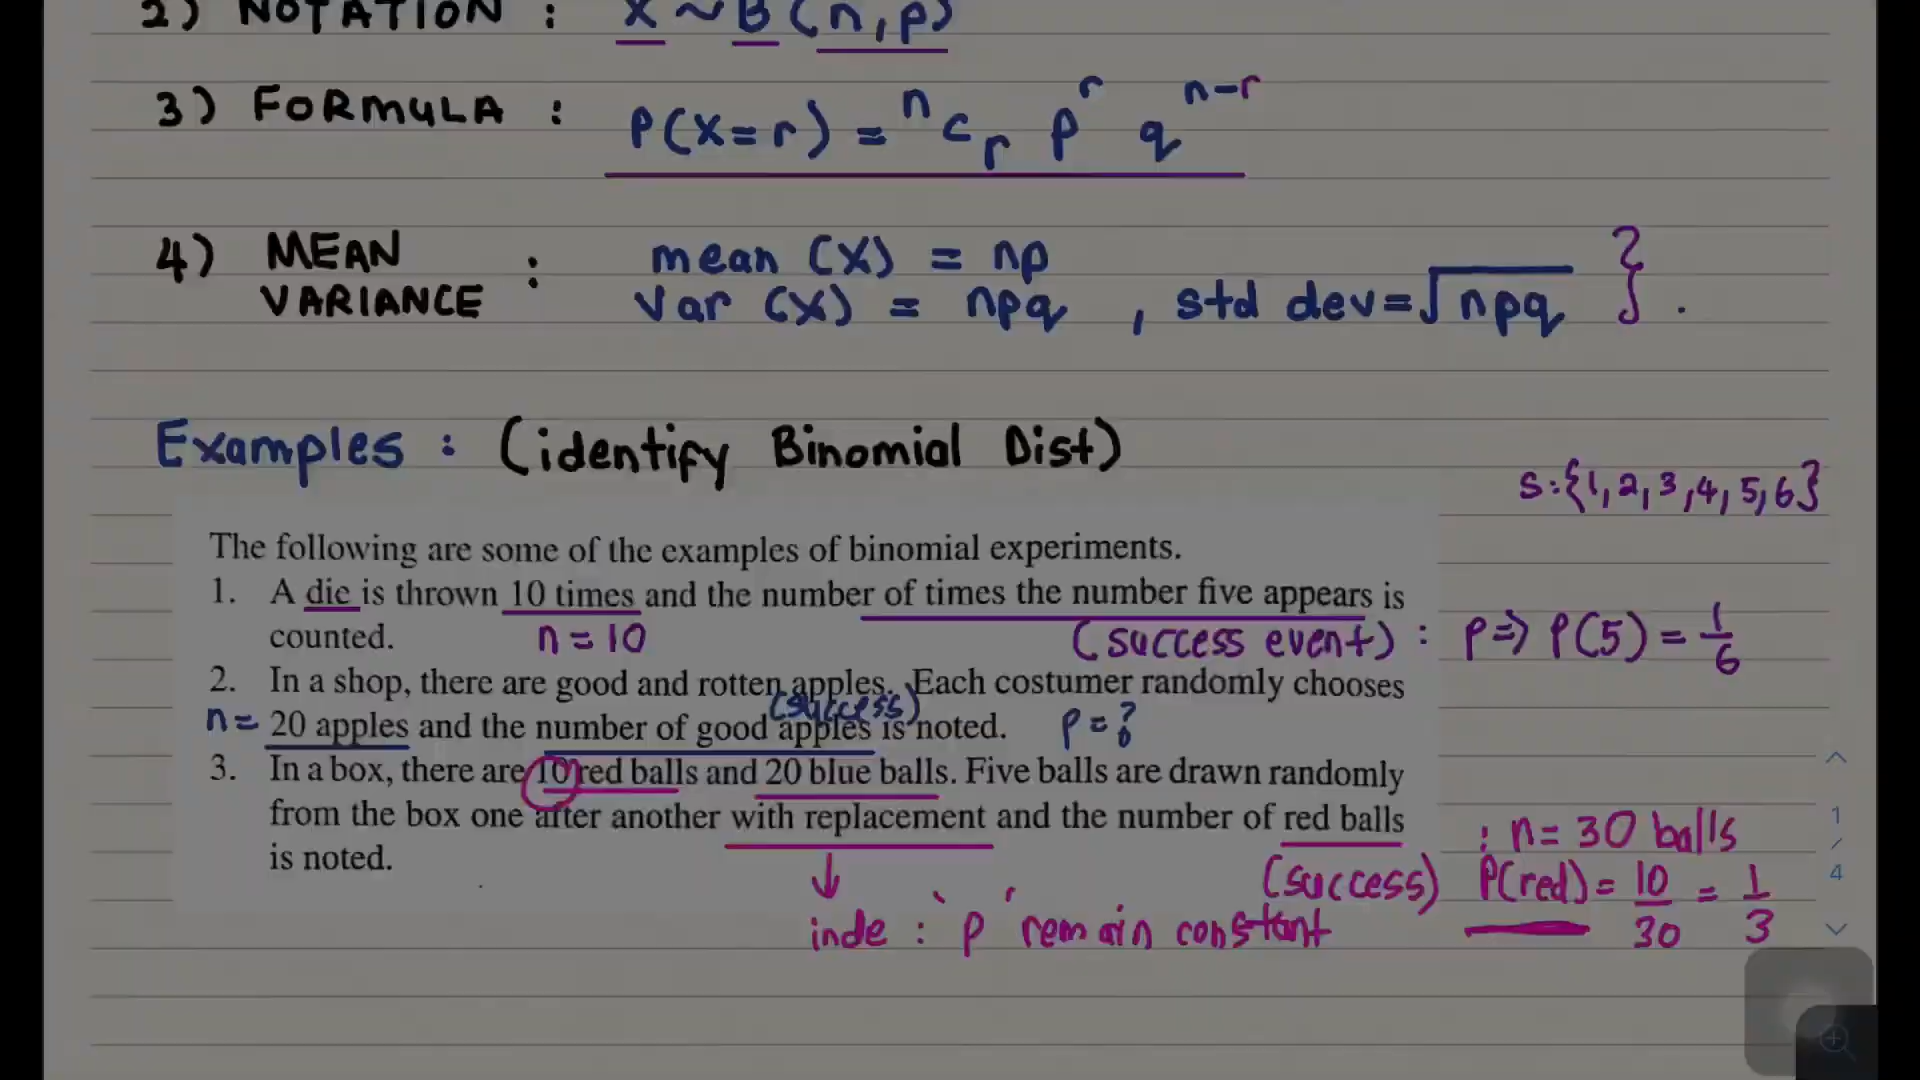 2) NOTATION : X ~ B (n,p)
3) FORMULA : P(X=r) = ⁿCᵣ pʳ qⁿ⁻ʳ
4) MEAN VARIANCE : mean (X) = np
Var (X) = npq , std dev = √npq } .
Examples : (identify Binomial Dist)
S:{1,2,3,4,5,6}
The following are some of the examples of binomial experiments.
1. A die is thrown 10 times and the number of times the number five appears is
counted. n = 10 (success event) : p => P(5) = 1/6
2. In a shop, there are good and rotten apples. Each costumer randomly chooses
(success)
n = 20 apples and the number of good apples is noted. p = ?
3. In a box, there are 10 red balls and 20 blue balls. Five balls are drawn randomly
from the box one after another with replacement and the number of red balls : n = 30 balls
is noted. (success) P(red) = 10/30 = 1/3
inde : 'p' remain constant
1 / 4